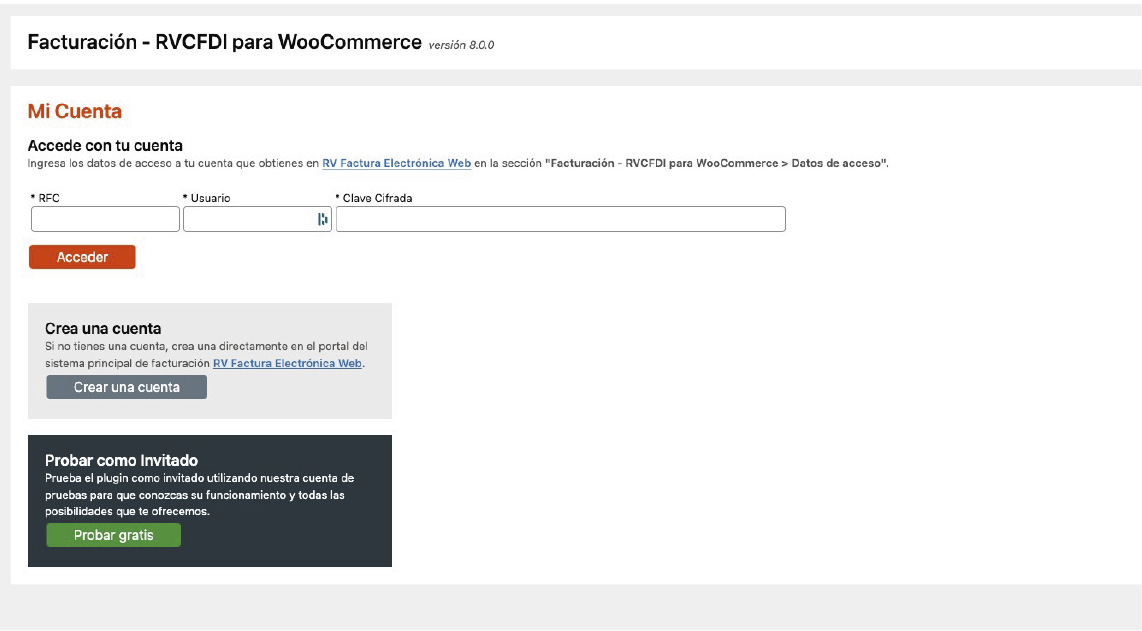 Facturación - RVCFDI para WooCommerce versión 8.0.0
Mi Cuenta
Accede con tu cuenta
Ingresa los datos de acceso a tu cuenta que obtienes en RV Factura Electrónica Web en la sección "Facturación - RVCFDI para WooCommerce > Datos de acceso".
* RFC * Usuario * Clave Cifrada
Acceder
Crea una cuenta
Si no tienes una cuenta, crea una directamente en el portal del
sistema principal de facturación RV Factura Electrónica Web.
Crear una cuenta
Probar como Invitado
Prueba el plugin como invitado utilizando nuestra cuenta de
pruebas para que conozcas su funcionamiento y todas las
posibilidades que te ofrecemos.
Probar gratis